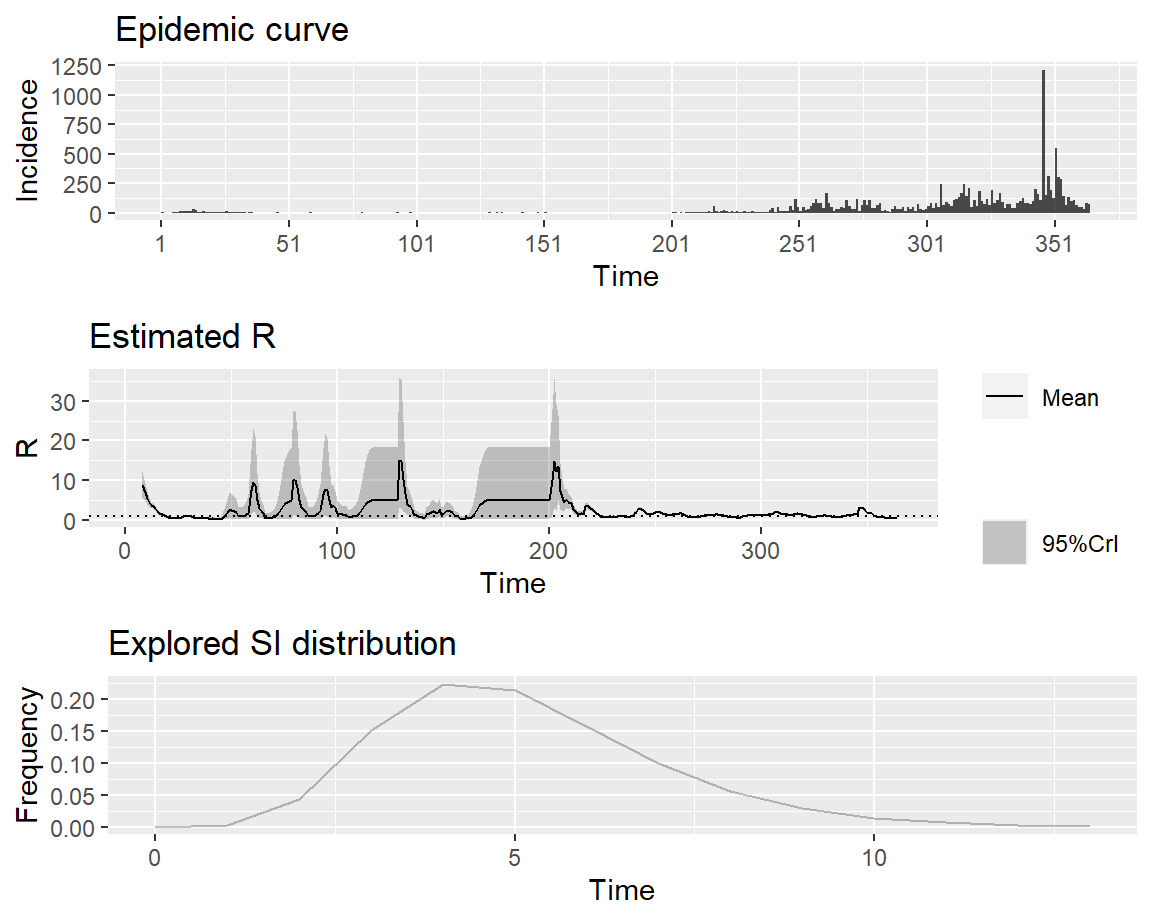 Epidemic curve
1250
1000
750
500
250
0
Incidence
1 51 101 151 201 251 301 351
Time
Estimated R
30
20
10
0
R
0 100 200 300
Time
Mean
95%CrI
Explored SI distribution
0.20
0.15
0.10
0.05
0.00
Frequency
0 5 10
Time